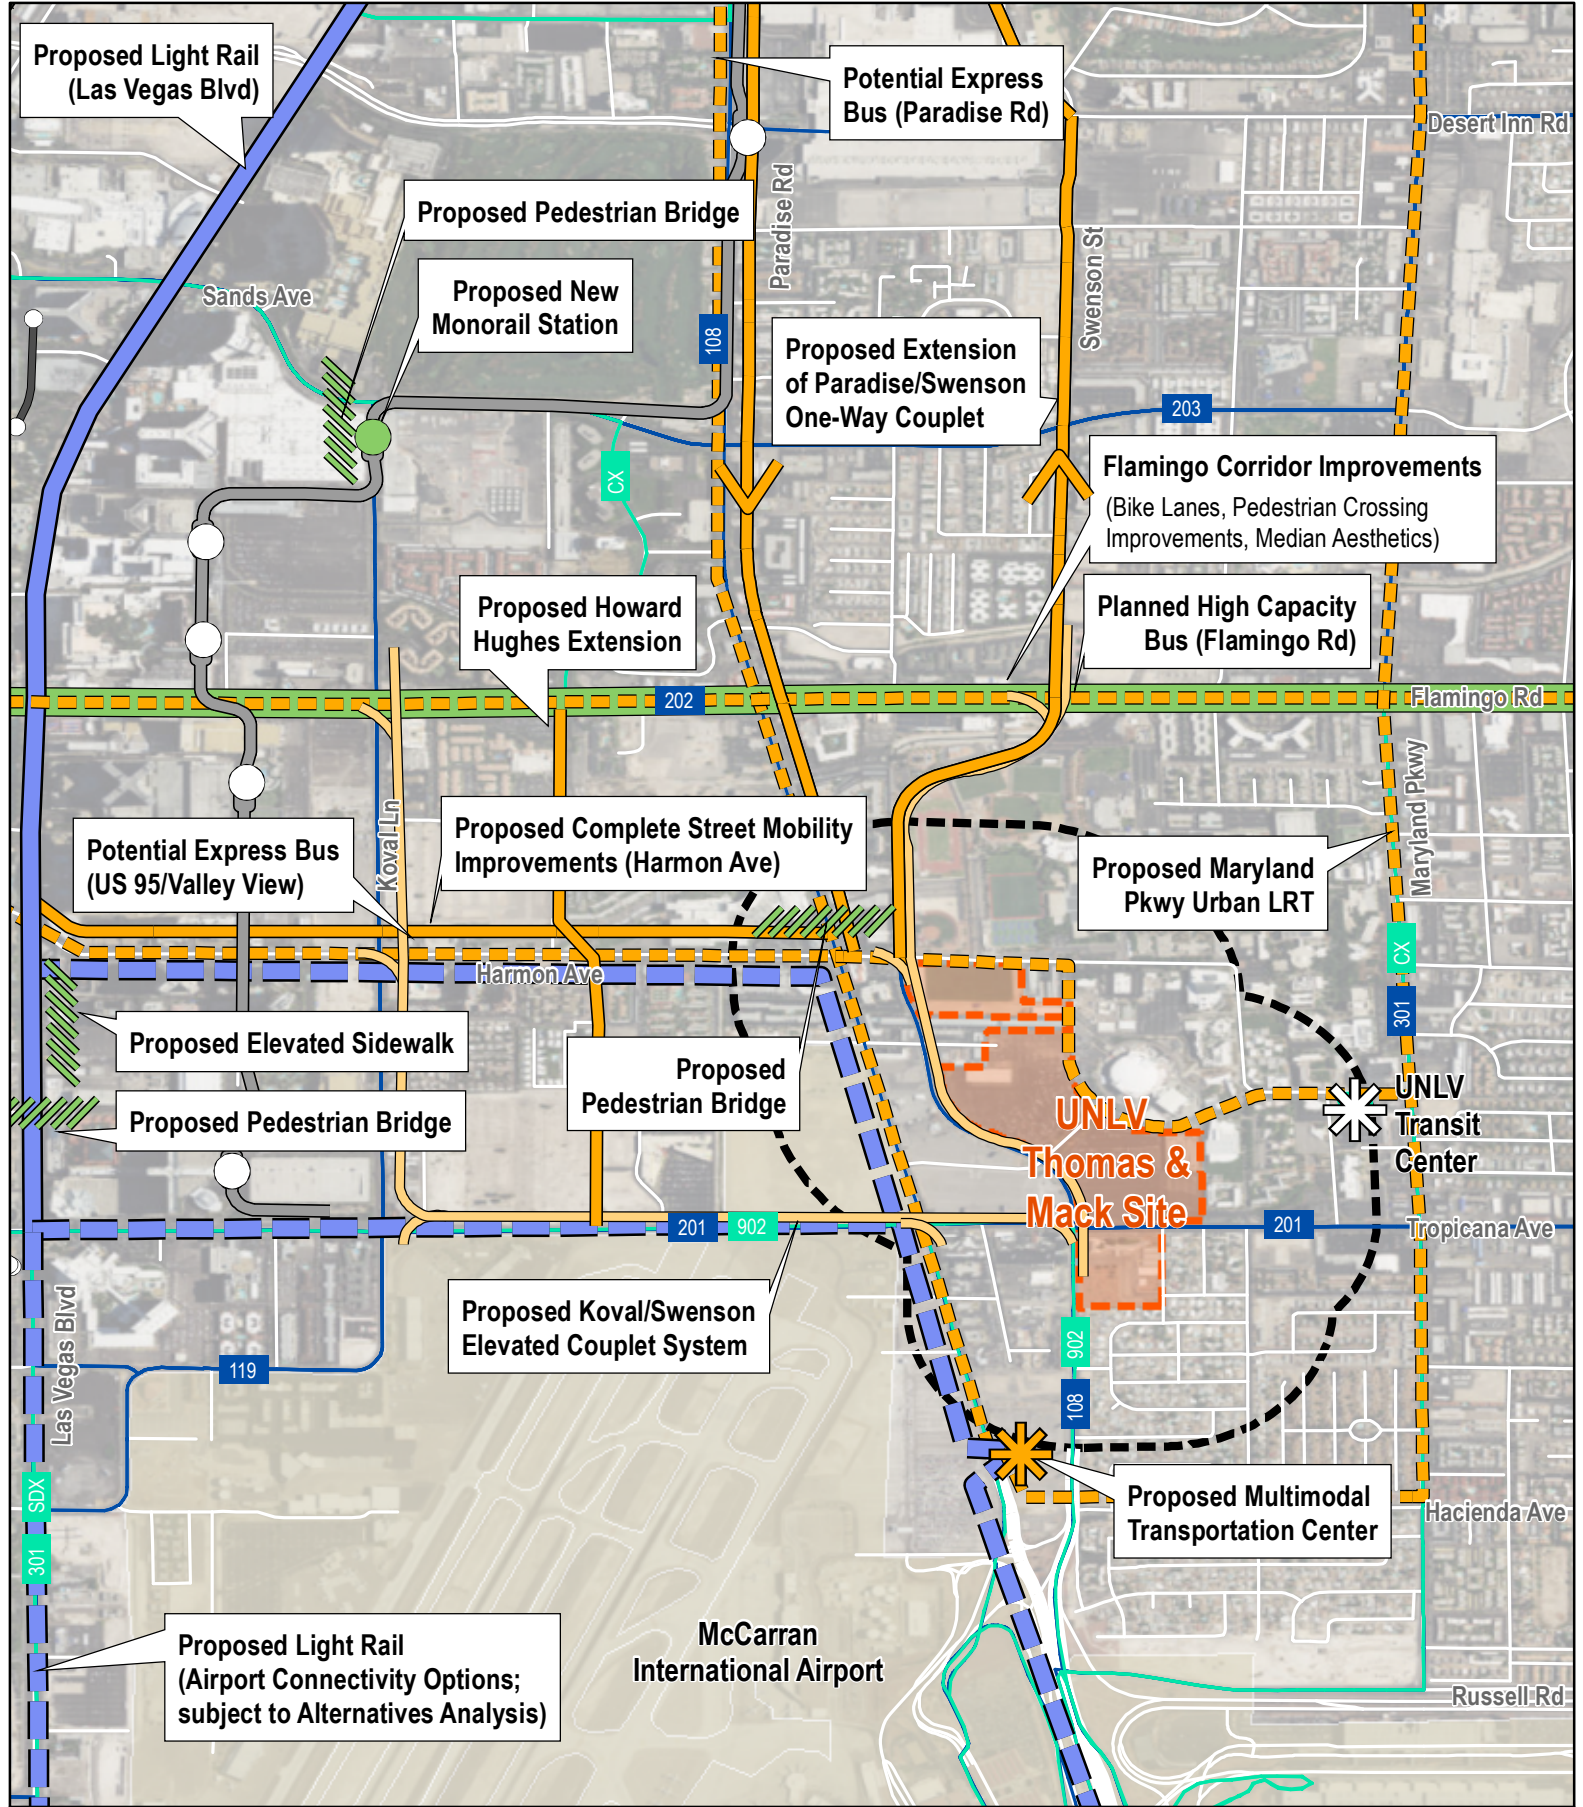 Proposed Light Rail
(Las Vegas Blvd)
Potential Express
Bus (Paradise Rd)
Desert Inn Rd
Paradise Rd
Proposed Pedestrian Bridge
Swenson St
Sands Ave
Proposed New
Monorail Station
108
Proposed Extension
of Paradise/Swenson
One-Way Couplet
203
CX
Flamingo Corridor Improvements
(Bike Lanes, Pedestrian Crossing
Improvements, Median Aesthetics)
Proposed Howard
Hughes Extension
Planned High Capacity
Bus (Flamingo Rd)
202
Flamingo Rd
Maryland Pkwy
Koval Ln
Proposed Complete Street Mobility
Improvements (Harmon Ave)
Potential Express Bus
(US 95/Valley View)
Proposed Maryland
Pkwy Urban LRT
CX
301
Harmon Ave
Proposed Elevated Sidewalk
Proposed
Pedestrian Bridge
Proposed Pedestrian Bridge
UNLV
Thomas &
Mack Site
UNLV
Transit
Center
201
902
201
Tropicana Ave
Proposed Koval/Swenson
Elevated Couplet System
Las Vegas Blvd
119
902
108
SDX
301
Proposed Multimodal
Transportation Center
Hacienda Ave
Proposed Light Rail
(Airport Connectivity Options;
subject to Alternatives Analysis)
McCarran
International Airport
Russell Rd